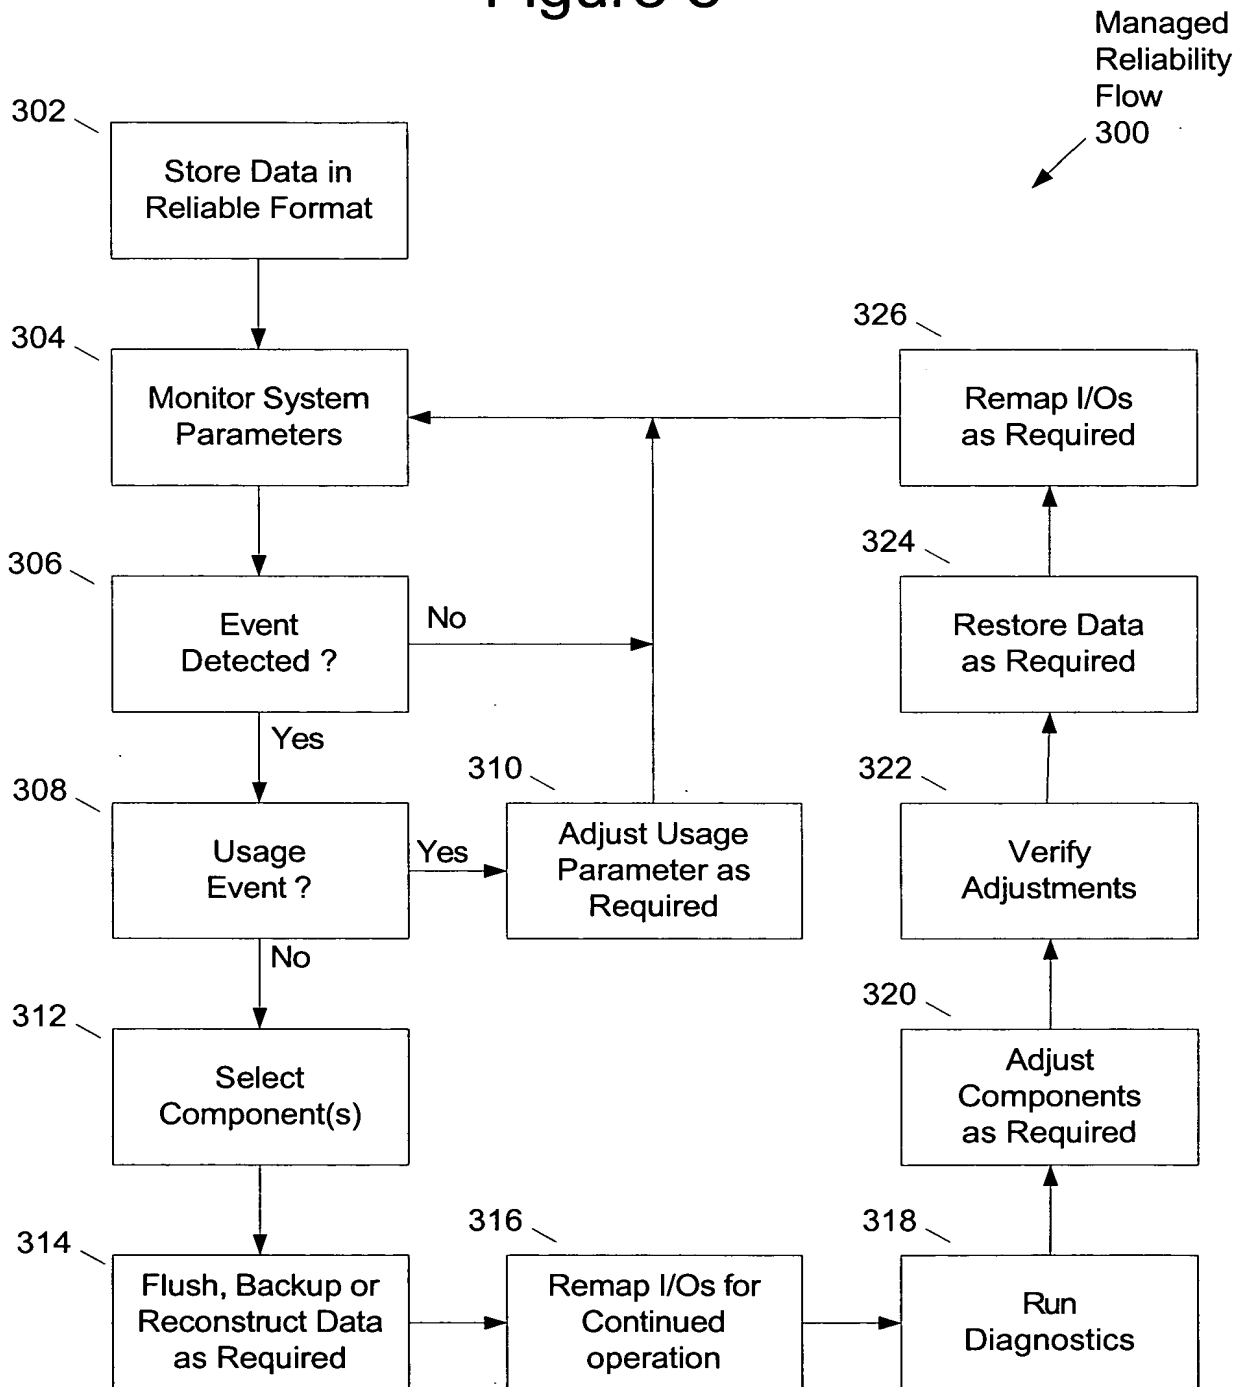 Managed
Reliability
Flow
300
302
Store Data in
Reliable Format
304
Monitor System
Parameters
326
Remap I/Os
as Required
306
Event
Detected ?
No
Yes
324
Restore Data
as Required
308
Usage
Event ?
Yes
No
310
Adjust Usage
Parameter as
Required
322
Verify
Adjustments
312
Select
Component(s)
320
Adjust
Components
as Required
314
Flush, Backup or
Reconstruct Data
as Required
316
Remap I/Os for
Continued
operation
318
Run
Diagnostics